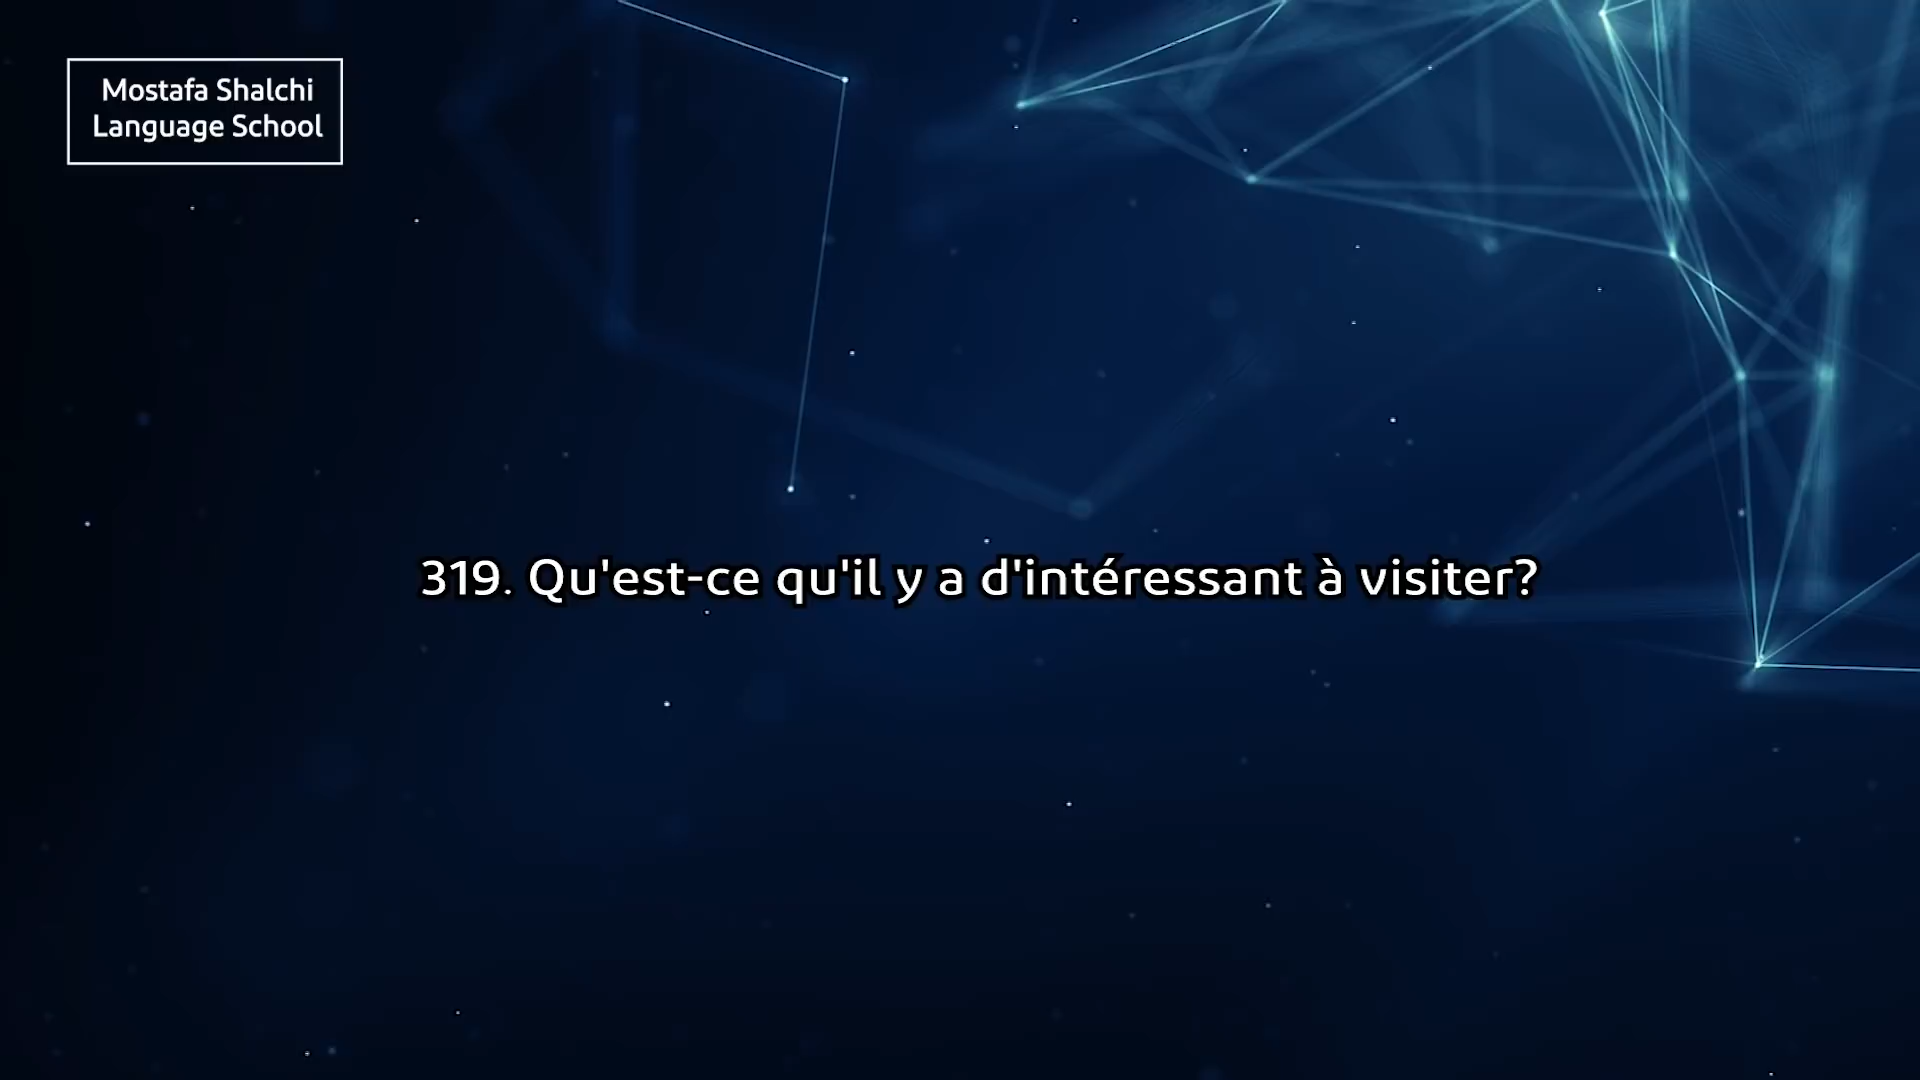 Mostafa Shalchi
Language School
319. Qu'est-ce qu'il y a d'intéressant à visiter?